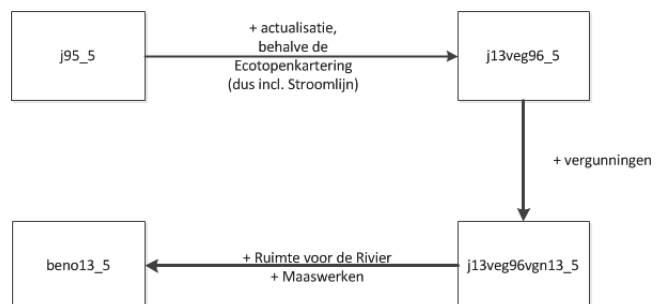 j95_5
+ actualisatie,
behalve de
Ecotopenkartering
(dus incl. Stroomlijn)
j13veg96_5
+ vergunningen
beno13_5
+ Ruimte voor de Rivier
+ Maaswerken
j13veg96vgn13_5